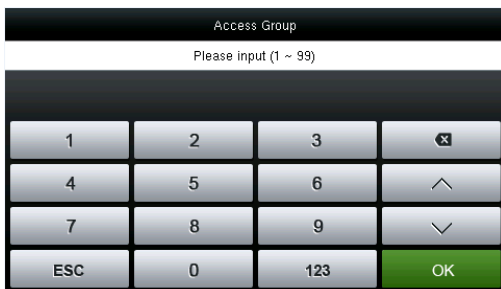 Access Group
Please input (1 ~ 99)
1 2 3
4 5 6
7 8 9
ESC 0 123 OK